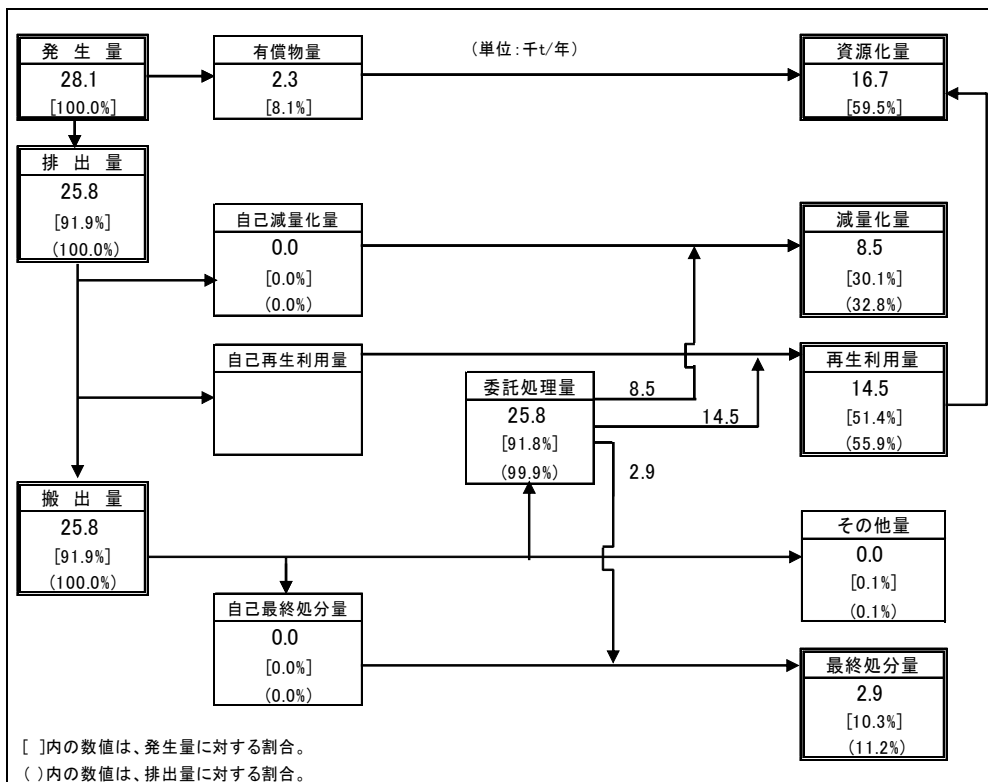 発 生 量
28.1
[100.0%]
有償物量
2.3
[8.1%]
(単位:千t/年)
資源化量
16.7
[59.5%]
排 出 量
25.8
[91.9%]
(100.0%)
自己減量化量
0.0
[0.0%]
(0.0%)
減量化量
8.5
[30.1%]
(32.8%)
自己再生利用量
委託処理量
25.8
[91.8%]
(99.9%)
8.5
14.5
2.9
再生利用量
14.5
[51.4%]
(55.9%)
搬 出 量
25.8
[91.9%]
(100.0%)
その他量
0.0
[0.1%]
(0.1%)
自己最終処分量
0.0
[0.0%]
(0.0%)
最終処分量
2.9
[10.3%]
(11.2%)
[ ]内の数値は、発生量に対する割合。
( )内の数値は、排出量に対する割合。